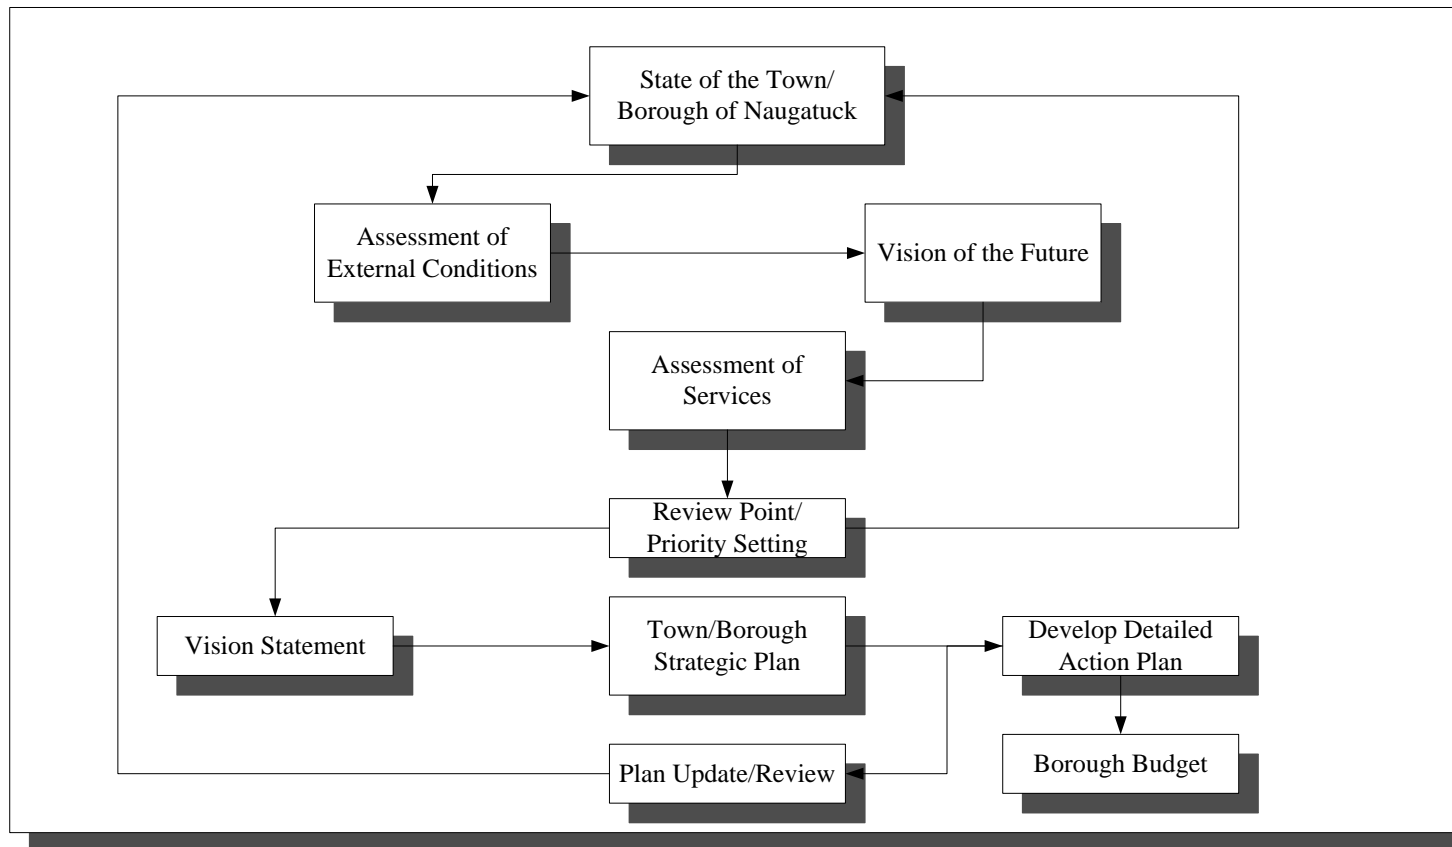 State of the Town/
Borough of Naugatuck
Assessment of
External Conditions
Vision of the Future
Assessment of
Services
Review Point/
Priority Setting
Vision Statement
Town/Borough
Strategic Plan
Develop Detailed
Action Plan
Plan Update/Review
Borough Budget